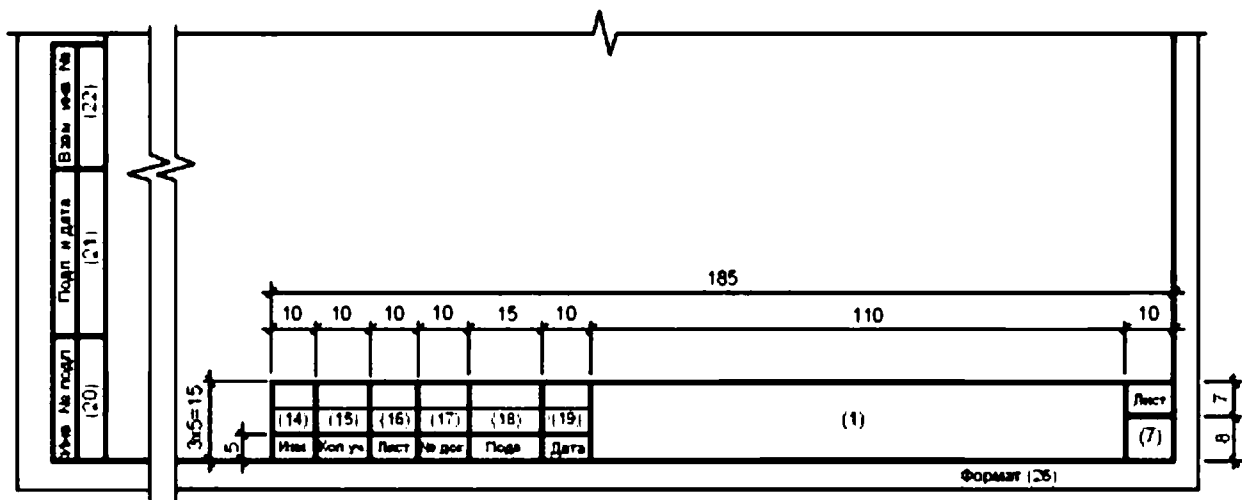 Взам инв №
(22)
Подп и дата
(21)
Инв № подл
(20)
185
10 10 10 10 15 10 110 10
3х5=15
5
(14) (15) (16) (17) (18) (19)
Изм Кол уч Лист № док Подп Дата
(1)
Лист
(7)
7
8
Формат (26)